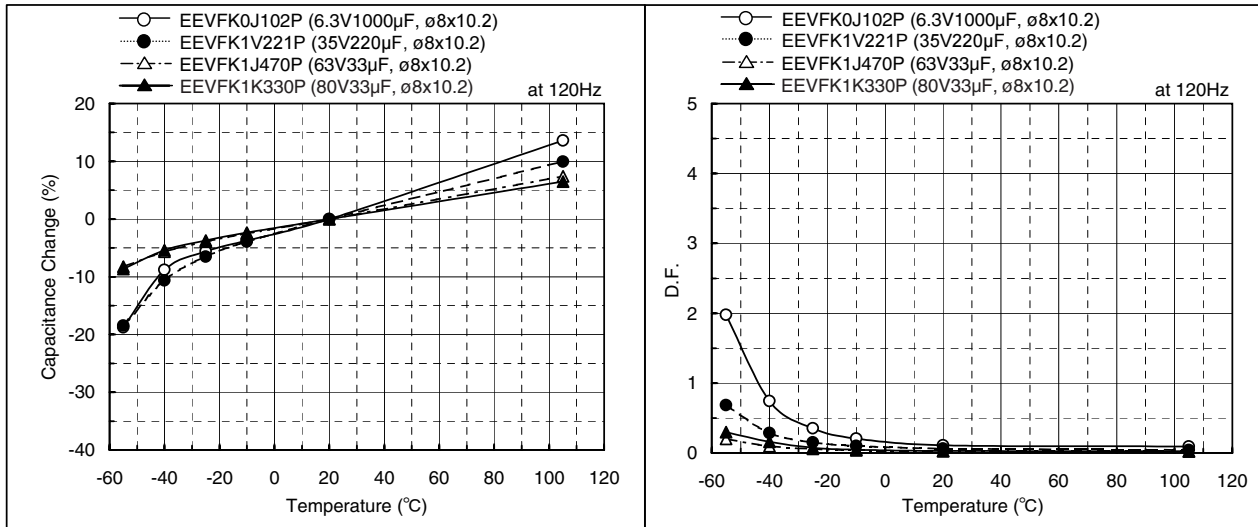 EEVFK0J102P (6.3V1000µF, ø8x10.2)
EEVFK1V221P (35V220µF, ø8x10.2)
EEVFK1J470P (63V33µF, ø8x10.2)
EEVFK1K330P (80V33µF, ø8x10.2)
at 120Hz
20
10
0
-10
-20
-30
-40
Capacitance Change (%)
-60 -40 -20 0 20 40 60 80 100 120
Temperature (℃)
EEVFK0J102P (6.3V1000µF, ø8x10.2)
EEVFK1V221P (35V220µF, ø8x10.2)
EEVFK1J470P (63V33µF, ø8x10.2)
EEVFK1K330P (80V33µF, ø8x10.2)
at 120Hz
5
4
3
2
1
0
D.F.
-60 -40 -20 0 20 40 60 80 100 120
Temperature (℃)